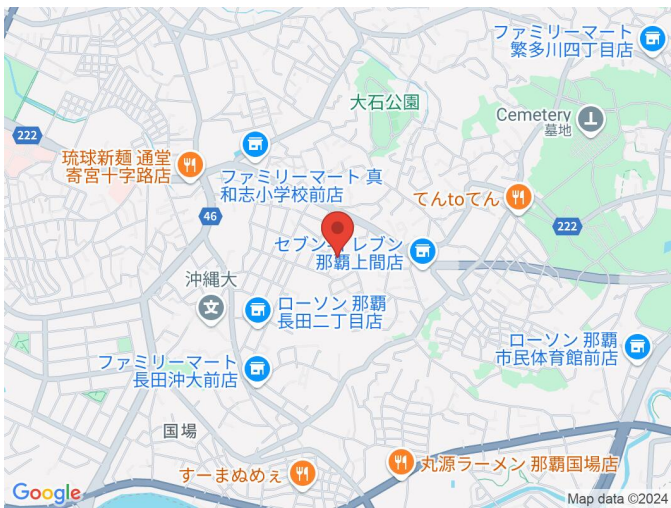 ファミリーマート
繁多川四丁目店
大石公園
Cemetery
墓地
222
琉球新麺 通堂
寄宮十字路店
ファミリーマート 真
和志小学校前店
てんtoてん
46
222
セブン
レブン
那覇上間店
沖縄大
ローソン 那覇
長田二丁目店
ローソン 那覇
市民体育館前店
ファミリーマート
長田沖大前店
国場
すーまぬめぇ
丸源ラーメン 那覇国場店
Google
Map data ©2024